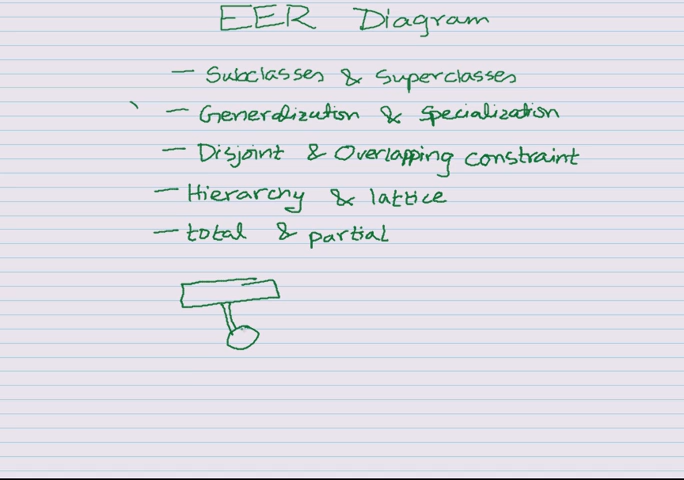 EER Diagram
- Subclasses & Superclasses
- Generalization & Specialization
- Disjoint & Overlapping constraint
- Hierarchy & lattice
- total & partial